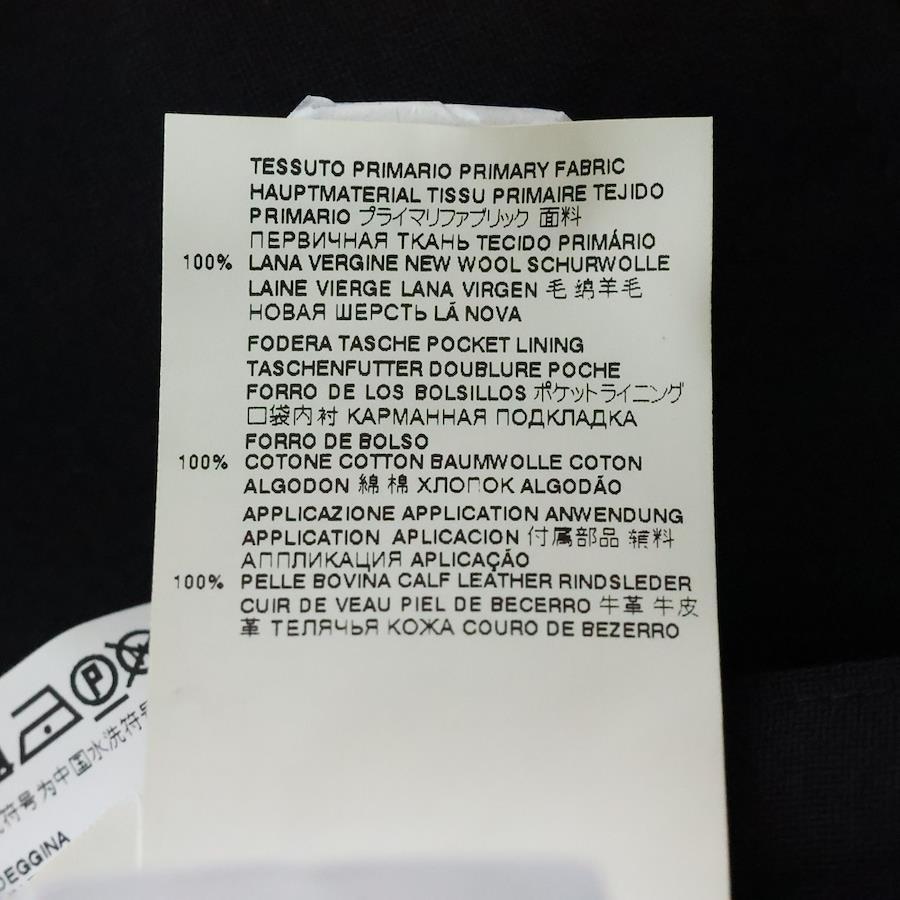 TESSUTO PRIMARIO PRIMARY FABRIC
HAUPTMATERIAL TISSU PRIMAIRE TEJIDO
PRIMARIO プライマリファブリック 面料
ПЕРВИЧНАЯ ТКАНЬ TECIDO PRIMÁRIO
100% LANA VERGINE NEW WOOL SCHURWOLLE
LAINE VIERGE LANA VIRGEN 毛 绵羊毛
НОВАЯ ШЕРСТЬ LÃ NOVA
FODERA TASCHE POCKET LINING
TASCHENFUTTER DOUBLURE POCHE
FORRO DE LOS BOLSILLOS ポケットライニング
口袋内衬 КАРМАННАЯ ПОДКЛАДКА
FORRO DE BOLSO
100% COTONE COTTON BAUMWOLLE COTON
ALGODON 綿 棉 ХЛОПОК ALGODÃO
APPLICAZIONE APPLICATION ANWENDUNG
APPLICATION APLICACION 付属部品 辅料
АППЛИКАЦИЯ APLICAÇÃO
100% PELLE BOVINA CALF LEATHER RINDSLEDER
CUIR DE VEAU PIEL DE BECERRO 牛革 牛皮
革 ТЕЛЯЧЬЯ КОЖА COURO DE BEZERRO
P
符号为中国水洗符号
DEGGINA